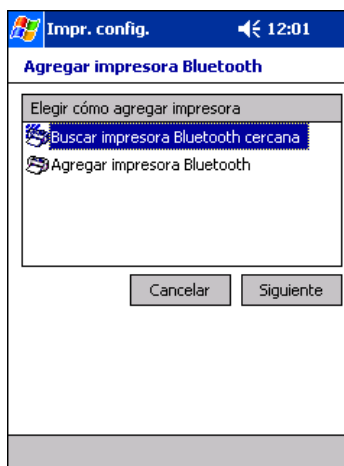 Impr. config. 12:01
Agregar impresora Bluetooth
Elegir cómo agregar impresora
Buscar impresora Bluetooth cercana
Agregar impresora Bluetooth
Cancelar Siguiente